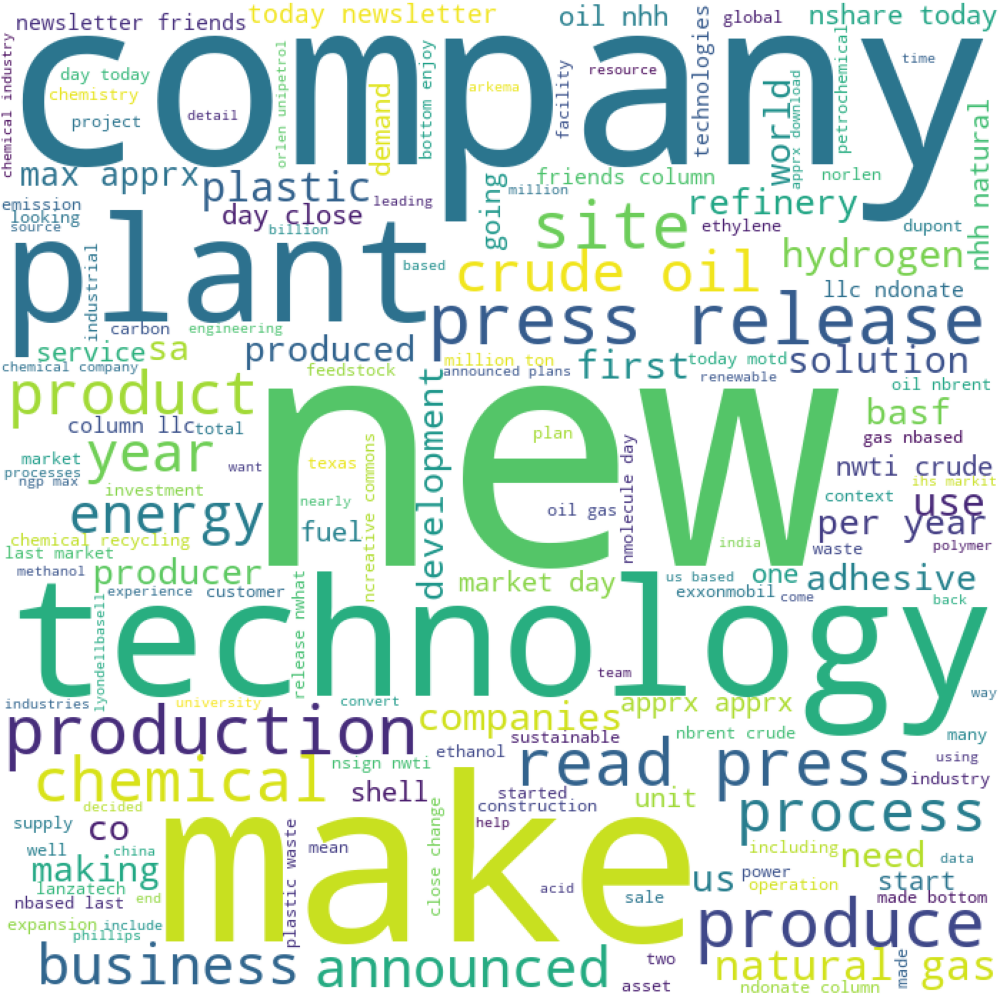 newsletter friends
today newsletter
oil nhh
global
nshare today
company
chemical industry
day today
chemistry
project
detail
orlen unipetrol
demand
bottom enjoy
arkema
resource
facility
technologies
world
apprx download
petrochemical
time
norlen
nhh natural
max apprx
plastic
leading
day close
emission
looking
source
billion
million
going
friends column
site
refinery
ethylene
dupont
plant
industrial
based
crude oil
hydrogen
llc ndonate
carbon
engineering
press release
service
sa
produced
chemical company
million ton
announced plans
first
today motd
renewable
solution
oil nbrent
product
feedstock
development
new
basf
column llc
total
year
gas nbased
market
processes
ngp max
want
texas
ncreative commons
plan
nmolecule day
nwti crude
ihs markit
investment
nearly
context
use
energy
fuel
oil gas
per year
chemical recycling
last market
india
waste
polymer
methanol
producer
market day
us based
one
adhesive
experience
customer
exxonmobil
come
back
technology
lyondellbasell
release nwhat
team
way
industries
university
convert
companies
apprx apprx
production
sustainable
nbrent crude
many
nsign nwti
ethanol
read press
using
industry
chemical
shell
started
construction
unit
process
decided
make
supply
co
help
including
need
well
china
mean
close change
us
power
data
making
plastic waste
operation
start
lanzatech
end
acid
sale
made bottom
nbased last
produce
expansion
include
phillips
two
business
announced
asset
natural gas
made
ndonate column